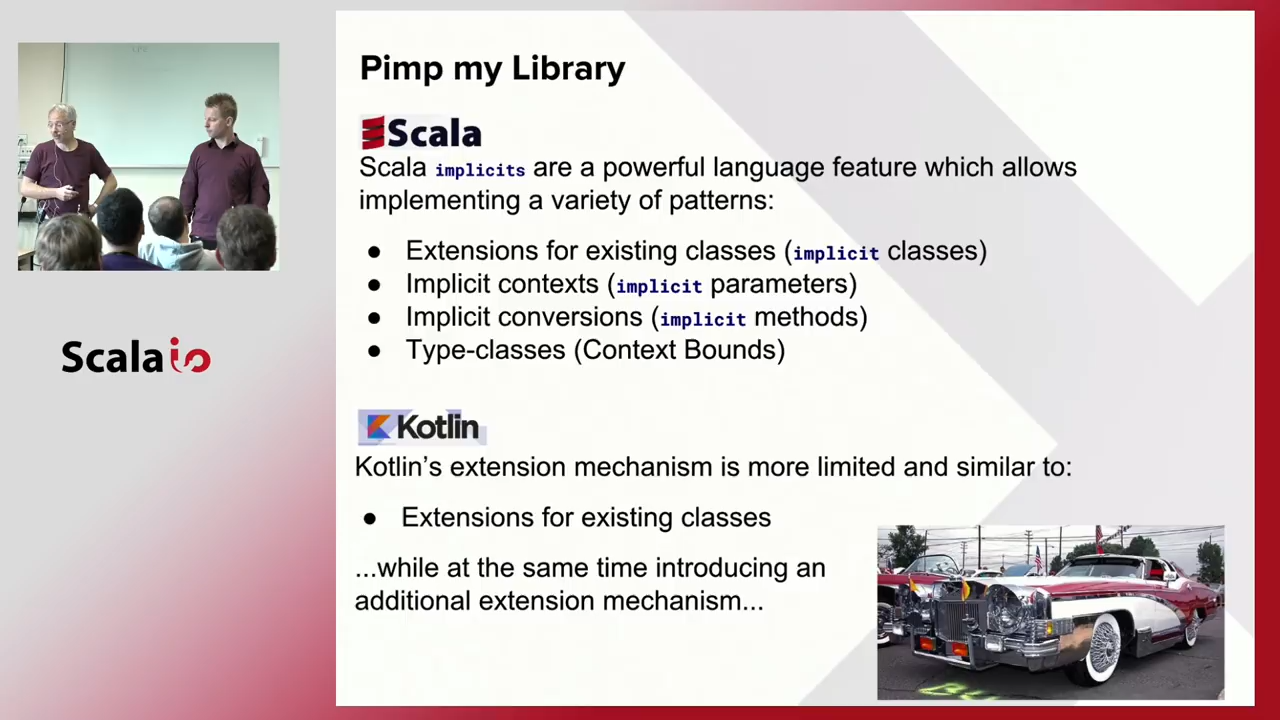 Pimp my Library
Scala
Scala implicits are a powerful language feature which allows
implementing a variety of patterns:
● Extensions for existing classes (implicit classes)
● Implicit contexts (implicit parameters)
● Implicit conversions (implicit methods)
● Type-classes (Context Bounds)
Scala io
Kotlin
Kotlin’s extension mechanism is more limited and similar to:
● Extensions for existing classes
...while at the same time introducing an
additional extension mechanism...